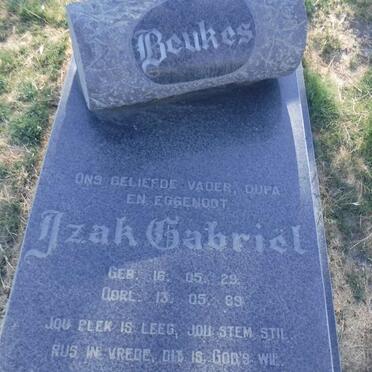 Beukes
ONS GELIEFDE VADER, OUPA
EN EGGENOOT
Izak Gabriël
GEB. 16. 05. 29.
OORL. 13. 05. 89.
JOU PLEK IS LEEG, JOU STEM STIL.
RUS IN VREDE, DIT IS GOD'S WIL.